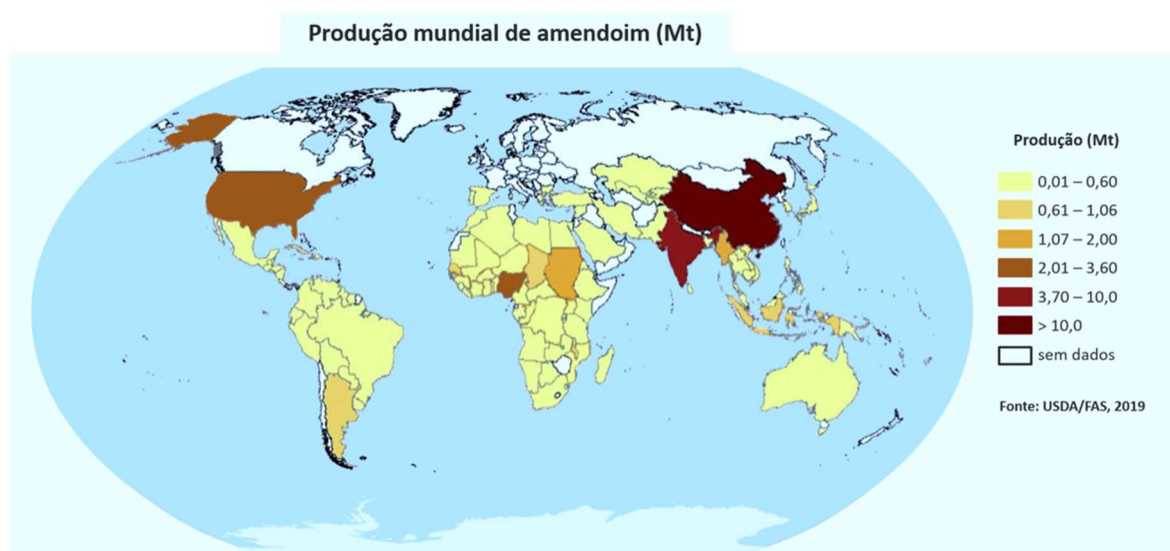 Produção mundial de amendoim (Mt)
Produção (Mt)
0,01 – 0,60
0,61 – 1,06
1,07 – 2,00
2,01 – 3,60
3,70 – 10,0
> 10,0
sem dados
Fonte: USDA/FAS, 2019